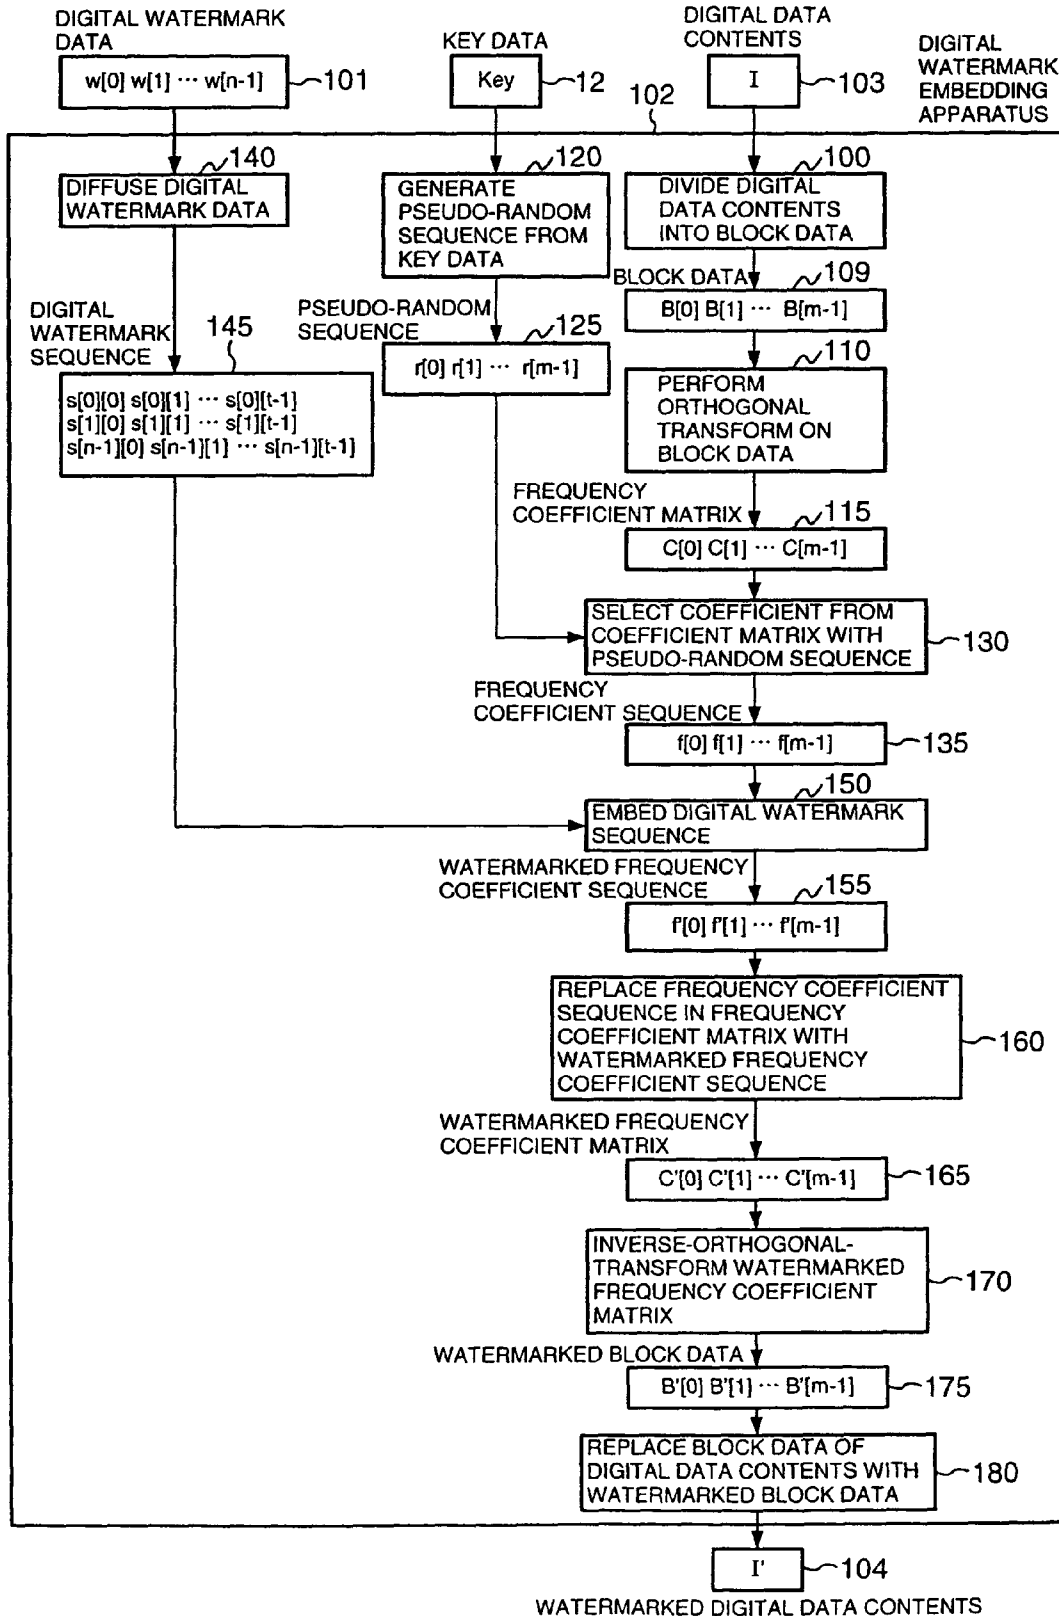 DIGITAL WATERMARK
DATA
w[0] w[1] ··· w[n-1]
101
KEY DATA
Key
12
DIGITAL DATA
CONTENTS
I
103
DIGITAL
WATERMARK
EMBEDDING
APPARATUS
102
140
DIFFUSE DIGITAL
WATERMARK DATA
120
GENERATE
PSEUDO-RANDOM
SEQUENCE FROM
KEY DATA
100
DIVIDE DIGITAL
DATA CONTENTS
INTO BLOCK DATA
BLOCK DATA
109
B[0] B[1] ··· B[m-1]
DIGITAL
WATERMARK
SEQUENCE
145
s[0][0] s[0][1] ··· s[0][t-1]
s[1][0] s[1][1] ··· s[1][t-1]
s[n-1][0] s[n-1][1] ··· s[n-1][t-1]
PSEUDO-RANDOM
SEQUENCE
125
r[0] r[1] ··· r[m-1]
110
PERFORM
ORTHOGONAL
TRANSFORM ON
BLOCK DATA
FREQUENCY
COEFFICIENT MATRIX
115
C[0] C[1] ··· C[m-1]
SELECT COEFFICIENT FROM
COEFFICIENT MATRIX WITH
PSEUDO-RANDOM SEQUENCE
130
FREQUENCY
COEFFICIENT SEQUENCE
f[0] f[1] ··· f[m-1]
135
150
EMBED DIGITAL WATERMARK
SEQUENCE
WATERMARKED FREQUENCY
COEFFICIENT SEQUENCE
155
f'[0] f'[1] ··· f'[m-1]
REPLACE FREQUENCY COEFFICIENT
SEQUENCE IN FREQUENCY
COEFFICIENT MATRIX WITH
WATERMARKED FREQUENCY
COEFFICIENT SEQUENCE
160
WATERMARKED FREQUENCY
COEFFICIENT MATRIX
C'[0] C'[1] ··· C'[m-1]
165
INVERSE-ORTHOGONAL-
TRANSFORM WATERMARKED
FREQUENCY COEFFICIENT
MATRIX
170
WATERMARKED BLOCK DATA
B'[0] B'[1] ··· B'[m-1]
175
REPLACE BLOCK DATA OF
DIGITAL DATA CONTENTS WITH
WATERMARKED BLOCK DATA
180
I'
104
WATERMARKED DIGITAL DATA CONTENTS